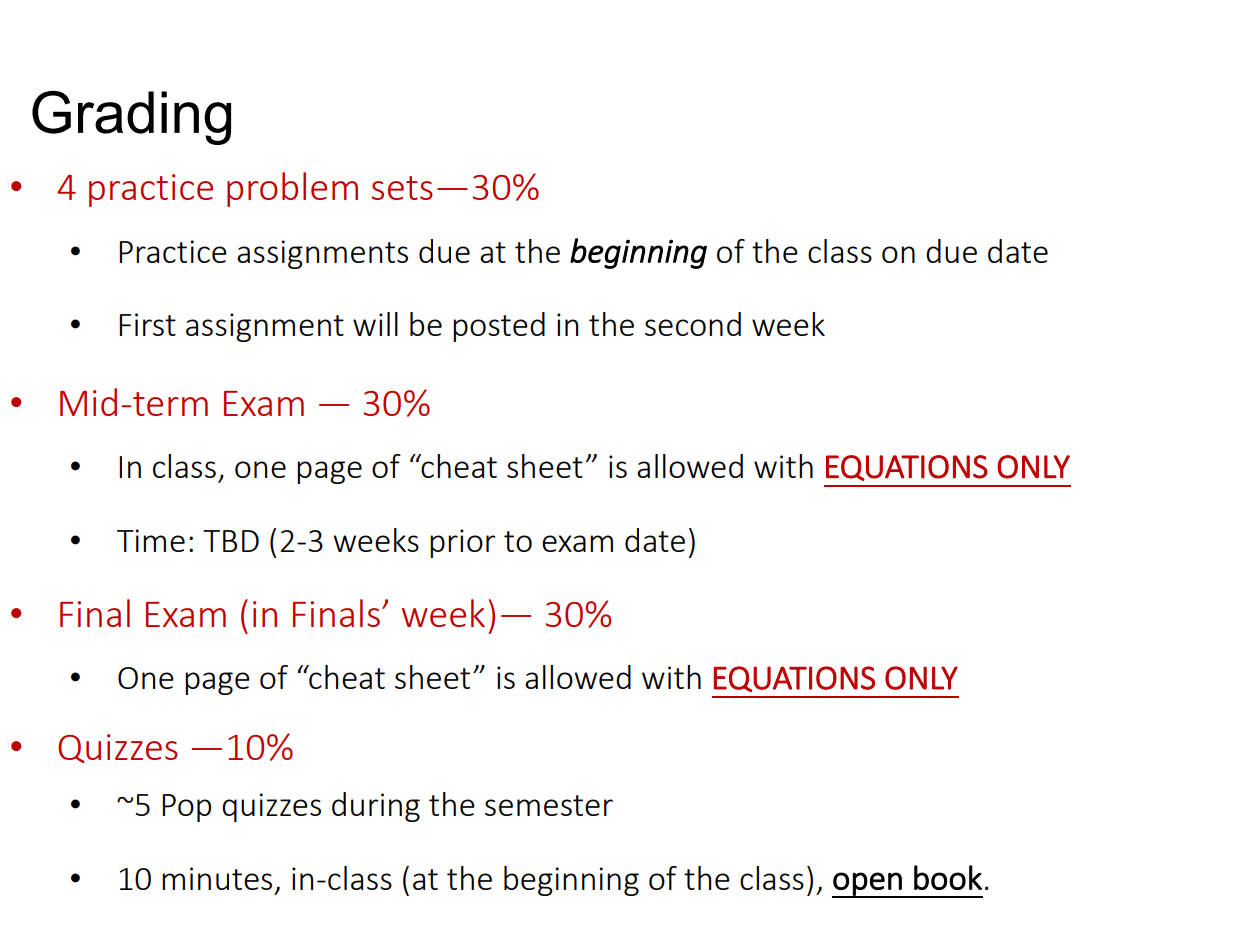 Grading
• 4 practice problem sets—30%
• Practice assignments due at the beginning of the class on due date
• First assignment will be posted in the second week
• Mid-term Exam — 30%
• In class, one page of “cheat sheet” is allowed with EQUATIONS ONLY
• Time: TBD (2-3 weeks prior to exam date)
• Final Exam (in Finals’ week)— 30%
• One page of “cheat sheet” is allowed with EQUATIONS ONLY
• Quizzes —10%
• ~5 Pop quizzes during the semester
• 10 minutes, in-class (at the beginning of the class), open book.